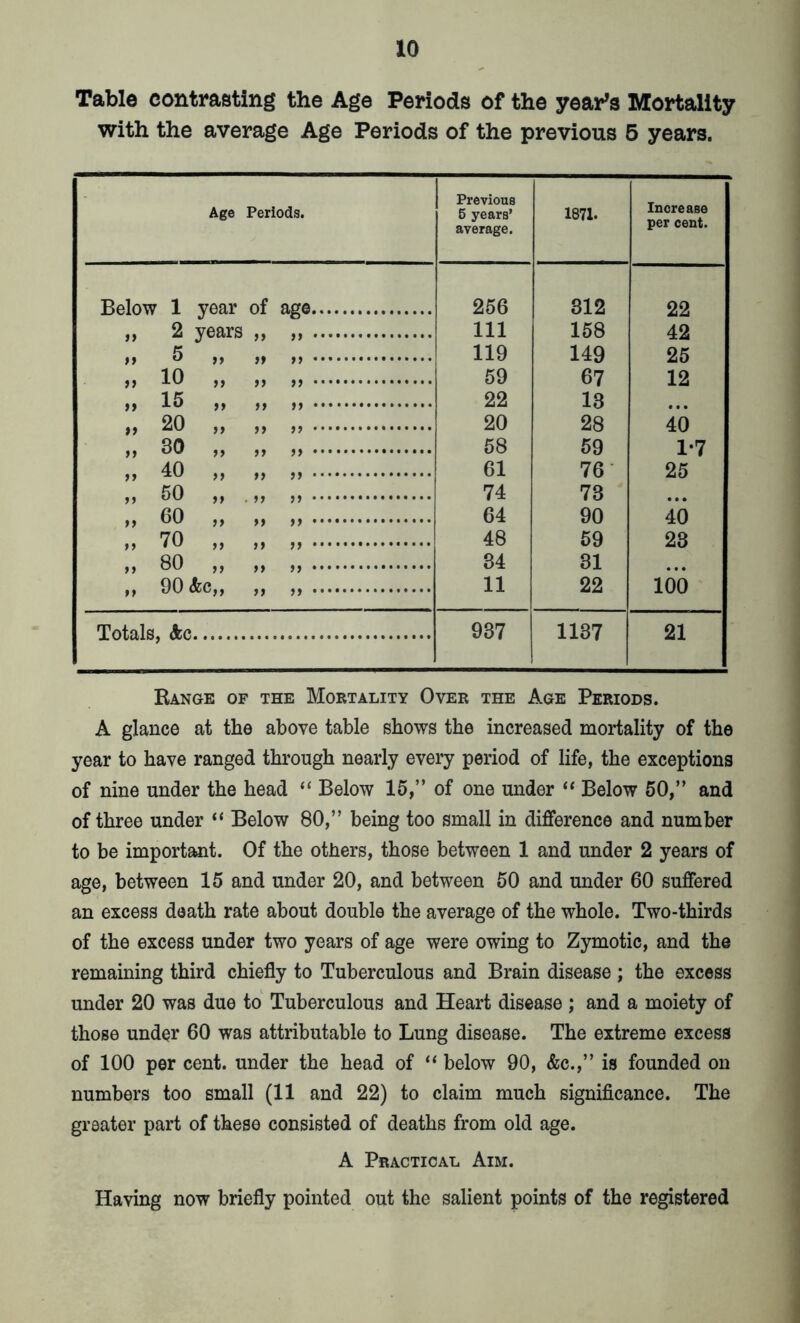 10
Table contrasting the Age Periods of the year's Mortality
with the average Age Periods of the previous 5 years.
Age Periods. Previous 5 years' average. 1871. Increase per cent.
Below 1 year of age.................. 256 312 22
„ 2 years „ „ .................. 111 158 42
„ 5 „ „ „ .................. 119 149 25
„ 10 „ „ „ .................. 59 67 12
„ 15 „ „ „ .................. 22 13 ...
„ 20 „ „ „ .................. 20 28 40
„ 30 „ „ „ .................. 58 59 1·7
„ 40 „ „ „ .................. 61 76 25
„ 50 „ „ „ .................. 74 73 ...
„ 60 „ „ „ .................. 64 90 40
„ 70 „ „ „ .................. 48 59 23
„ 80 „ „ „ .................. 34 31 ...
„ 90 &c„ „ „ .................. 11 22 100
Totals, &c.................................... 937 1137 21
Range of the Mortality Over the Age Periods.
A glance at the above table shows the increased mortality of the
year to have ranged through nearly every period of life, the exceptions
of nine under the head “ Below 15,” of one under “ Below 50,” and
of three under “ Below 80,” being too small in difference and number
to be important. Of the others, those between 1 and under 2 years of
age, between 15 and under 20, and between 50 and under 60 suffered
an excess death rate about double the average of the whole. Two-thirds
of the excess under two years of age were owing to Zymotic, and the
remaining third chiefly to Tuberculous and Brain disease ; the excess
under 20 was due to Tuberculous and Heart disease ; and a moiety of
those under 60 was attributable to Lung disease. The extreme excess
of 100 per cent. under the head of “ below 90, &c.,” is founded on
numbers too small (11 and 22) to claim much significance. The
greater part of these consisted of deaths from old age.
A Practical Aim.
Having now briefly pointed out the salient points of the registered